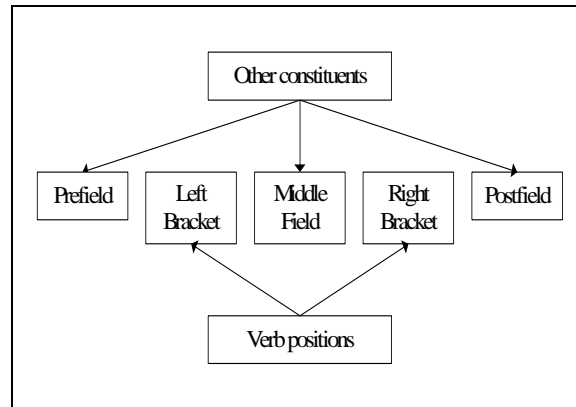 Other constituents
Prefield
Left
Bracket
Middle
Field
Right
Bracket
Postfield
Verb positions